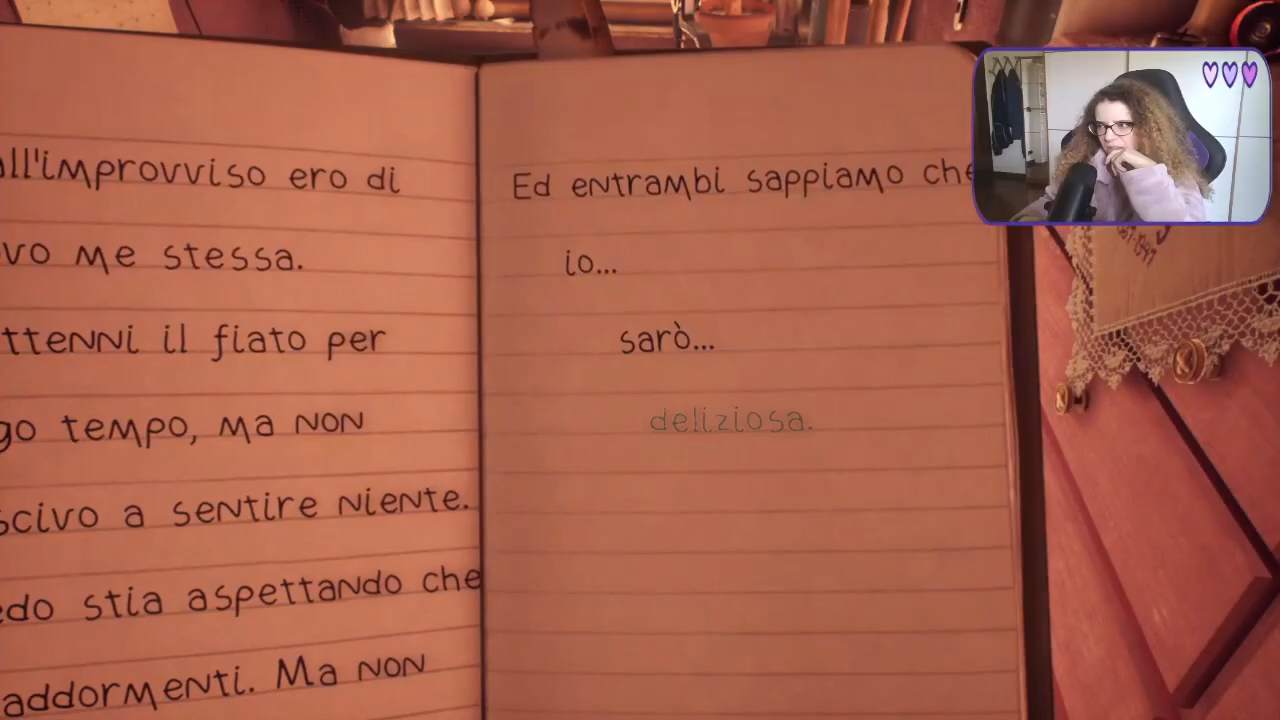 all'improvviso ero di
vo me stessa.
ttenni il fiato per
go tempo, ma non
scivo a sentire niente.
edo stia aspettando che
addormenti. Ma non
Ed entrambi sappiamo che
io...
sarò...
deliziosa.